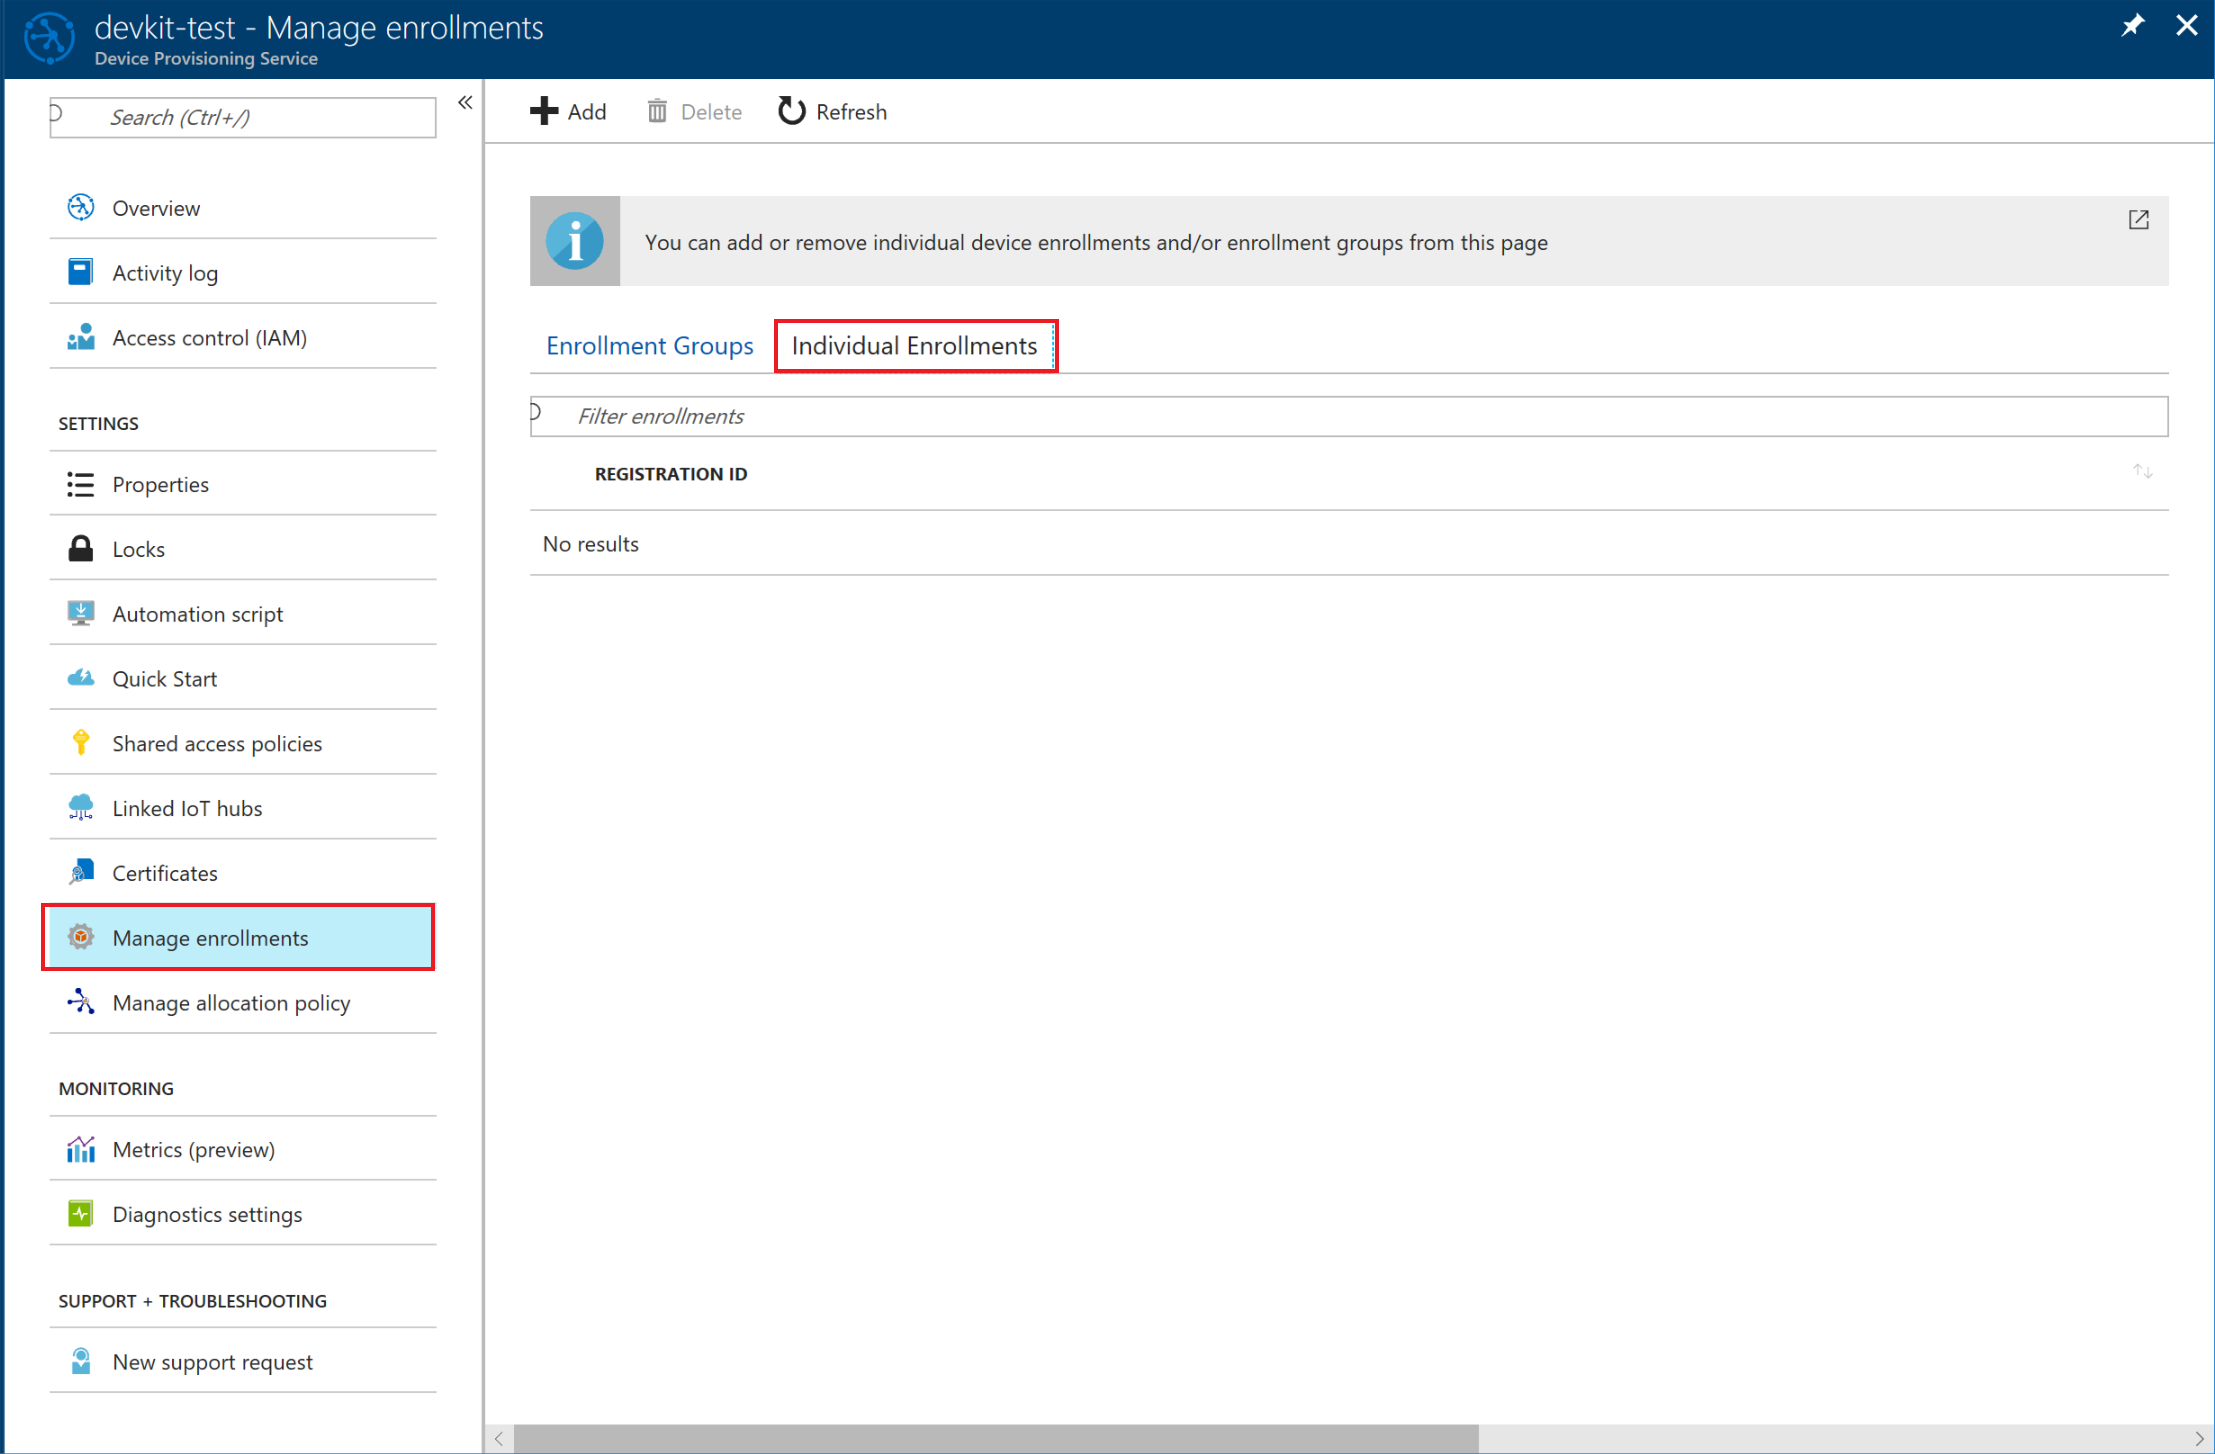 devkit-test - Manage enrollments
Device Provisioning Service
Search (Ctrl+/)
Overview
Activity log
Access control (IAM)
SETTINGS
Properties
Locks
Automation script
Quick Start
Shared access policies
Linked IoT hubs
Certificates
Manage enrollments
Manage allocation policy
MONITORING
Metrics (preview)
Diagnostics settings
SUPPORT + TROUBLESHOOTING
New support request
Add Delete Refresh
You can add or remove individual device enrollments and/or enrollment groups from this page
Enrollment Groups Individual Enrollments
Filter enrollments
REGISTRATION ID
No results